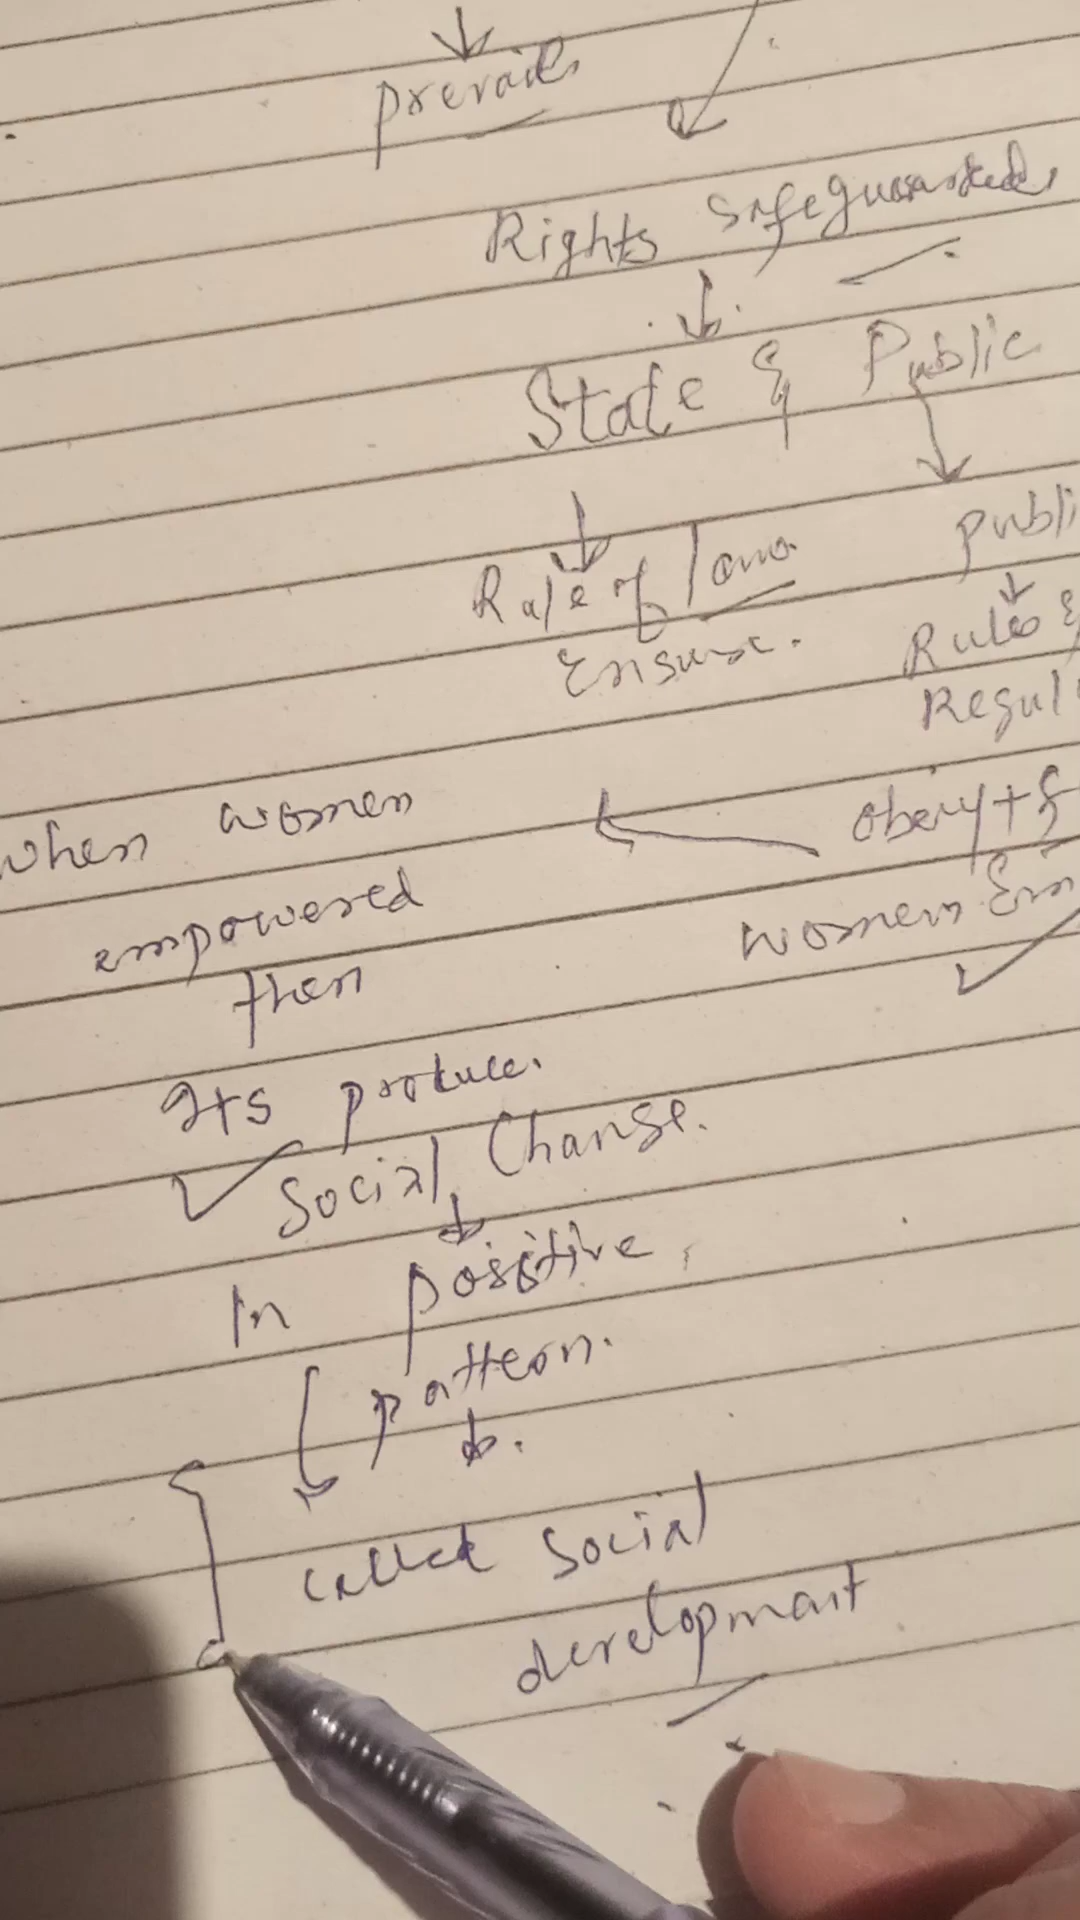 prevails
Rights safeguarded.
State & Public
Rule of law
Ensure.
publi
Rules &
Regul
obey + &
women Em
when women
empowered
then
Its produce.
Social Change.
In positive
pattern.
called social
development